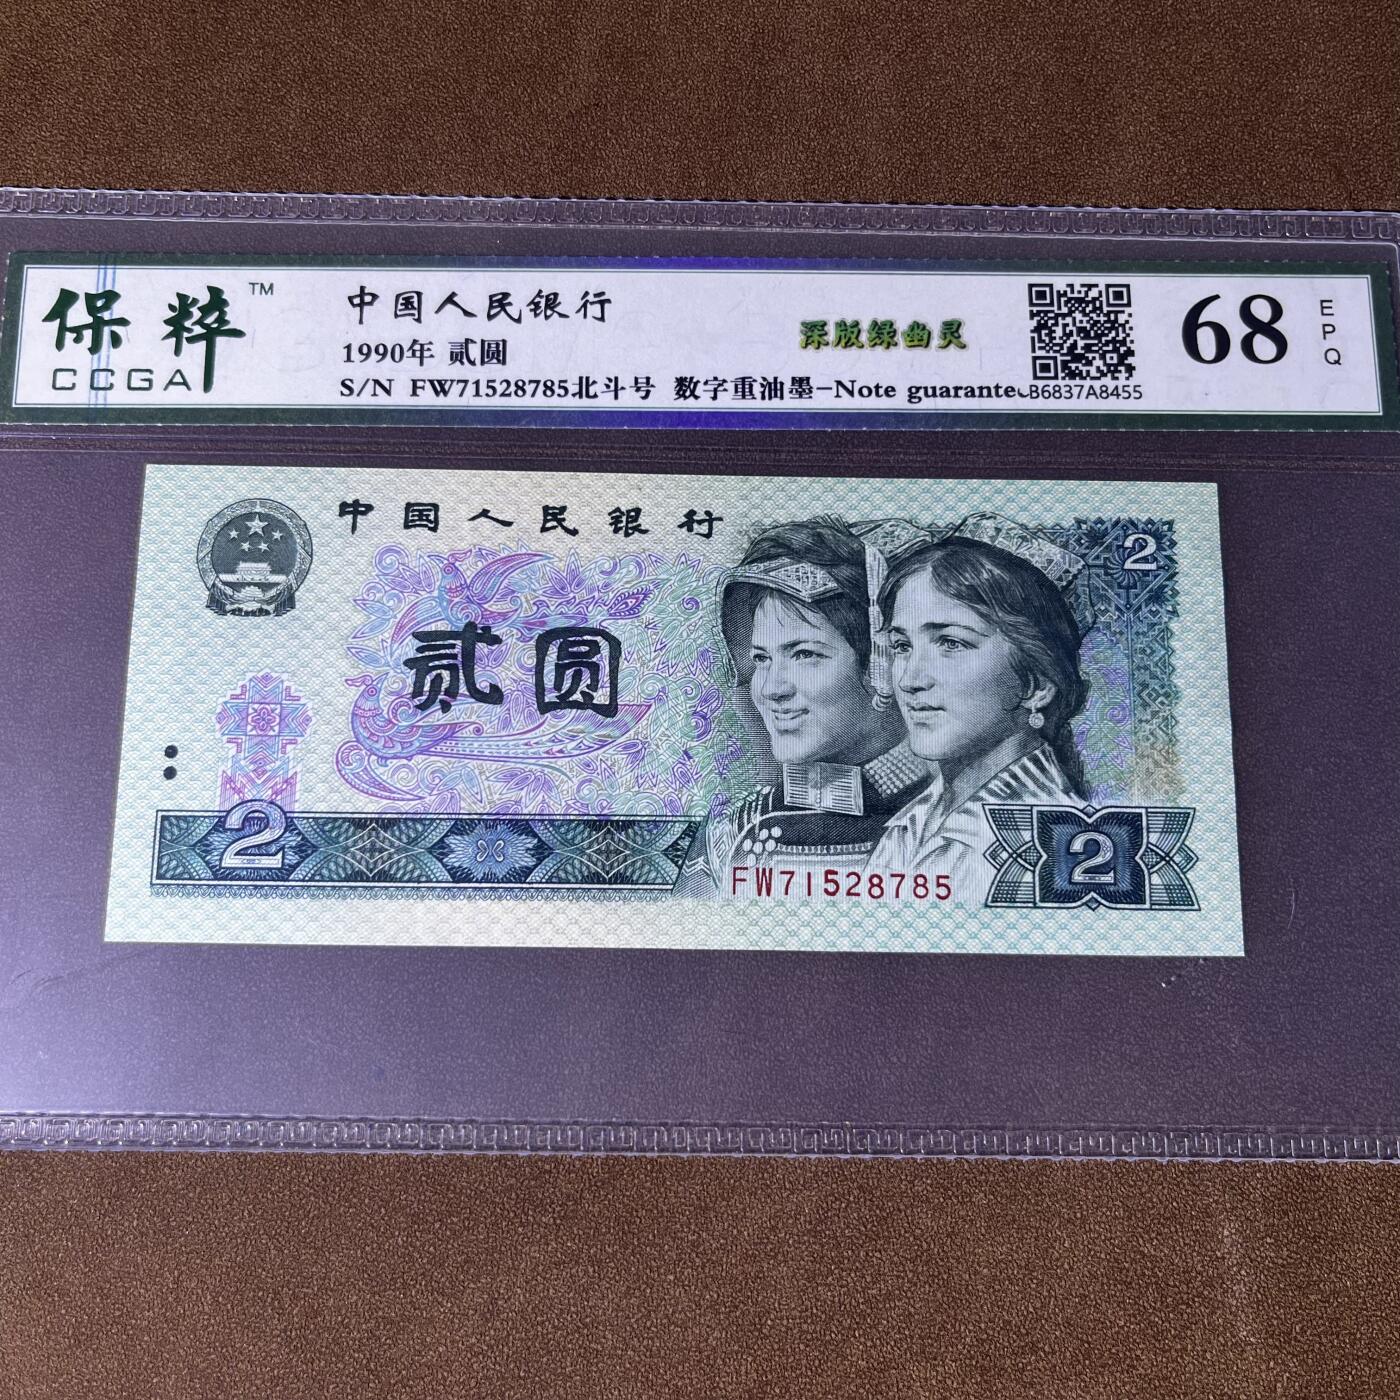 保粹™
CCGA
中国人民银行
1990年 贰圆
S/N FW71528785北斗号 数字重油墨-Note guarante
深版绿幽灵
B6837A8455
68
EPQ
中国人民银行
2
贰圆
2
FW71528785
2